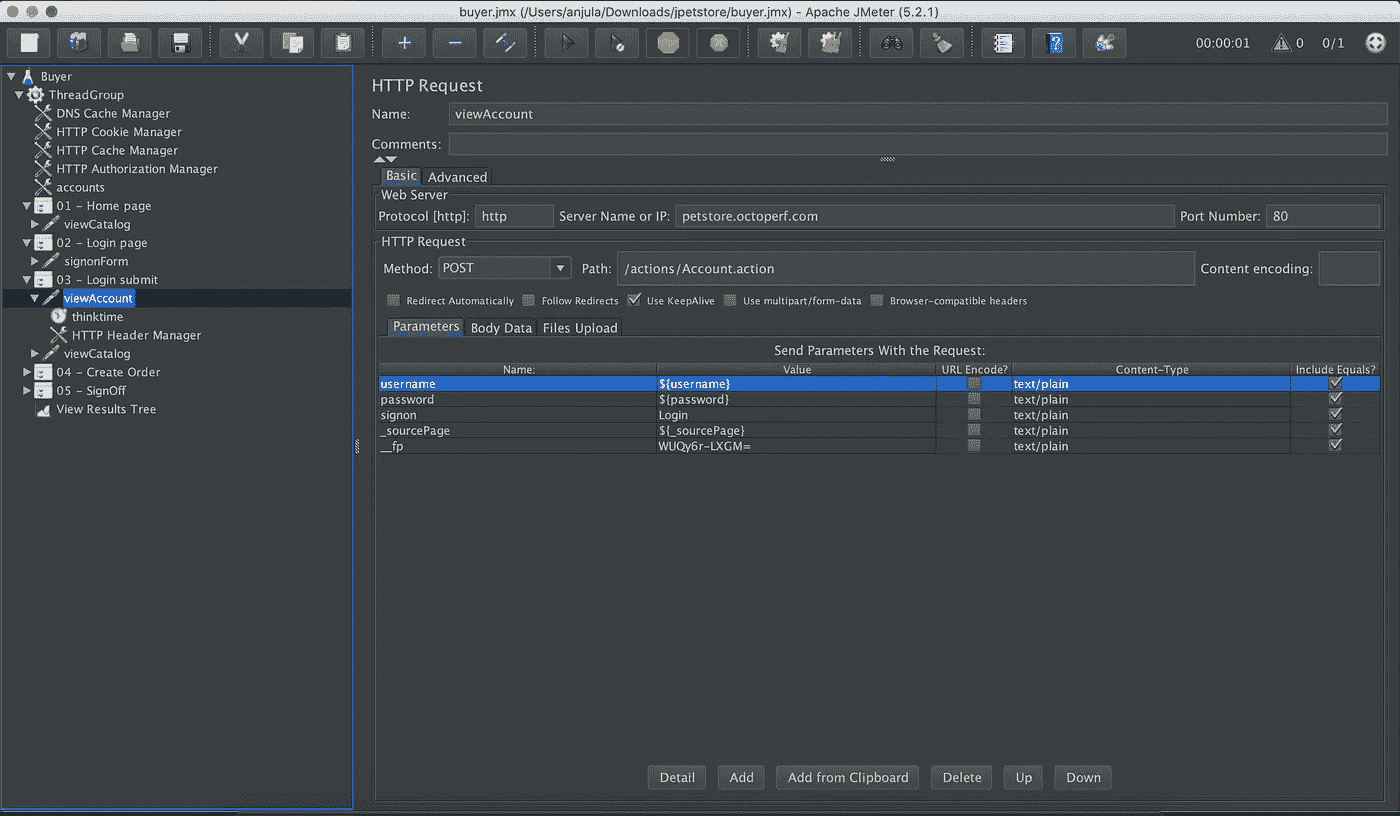 buyer.jmx (/Users/anjula/Downloads/jpetstore/buyer.jmx) - Apache JMeter (5.2.1)
00:00:01 0 0/1
Buyer
ThreadGroup
DNS Cache Manager
HTTP Cookie Manager
HTTP Cache Manager
HTTP Authorization Manager
accounts
01 - Home page
viewCatalog
02 - Login page
signonForm
03 - Login submit
viewAccount
thinktime
HTTP Header Manager
viewCatalog
04 - Create Order
05 - SignOff
View Results Tree
HTTP Request
Name: viewAccount
Comments:
Basic Advanced
Web Server
Protocol [http]: http Server Name or IP: petstore.octoperf.com Port Number: 80
HTTP Request
Method: POST Path: /actions/Account.action Content encoding:
Redirect Automatically Follow Redirects Use KeepAlive Use multipart/form-data Browser-compatible headers
Parameters Body Data Files Upload
Send Parameters With the Request:
Name: Value URL Encode? Content-Type Include Equals?
username ${username} text/plain
password ${password} text/plain
signon Login text/plain
_sourcePage ${_sourcePage} text/plain
__fp WUQy6r-LXGM= text/plain
Detail Add Add from Clipboard Delete Up Down